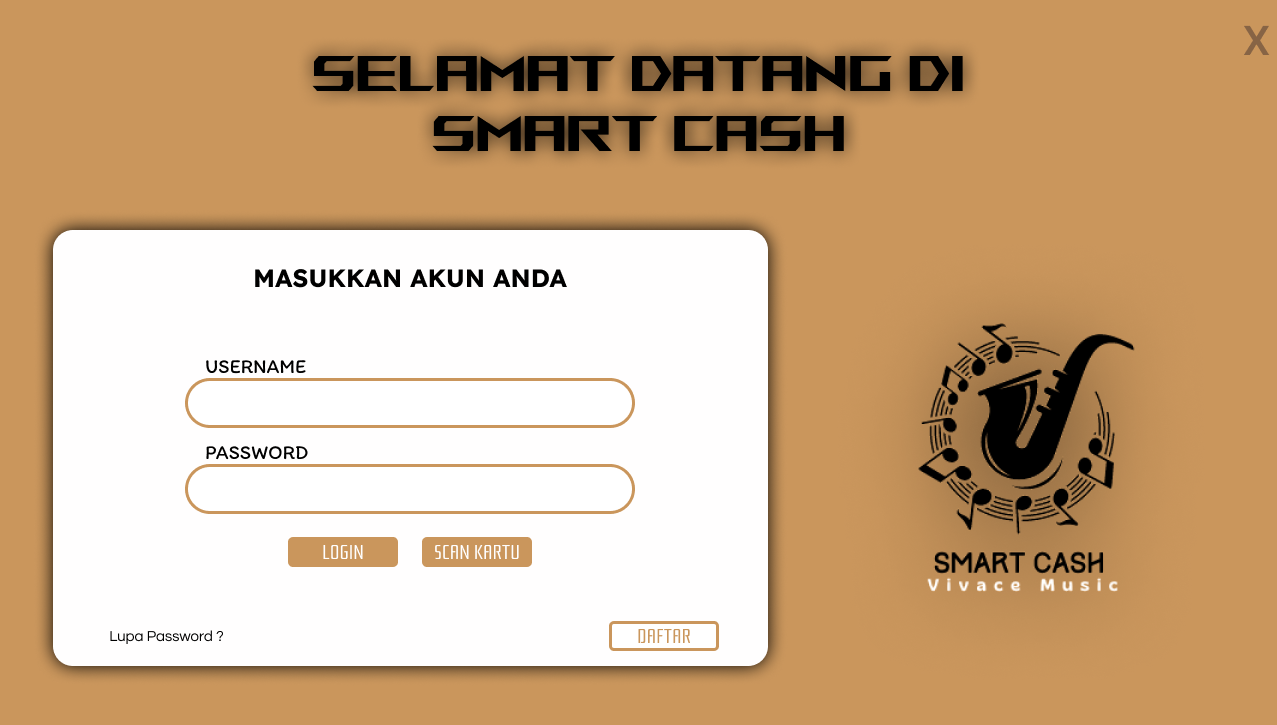 X
SELAMAT DATANG DI
SMART CASH
MASUKKAN AKUN ANDA
USERNAME
PASSWORD
LOGIN
SCAN KARTU
Lupa Password ?
DAFTAR
SMART CASH
Vivace Music